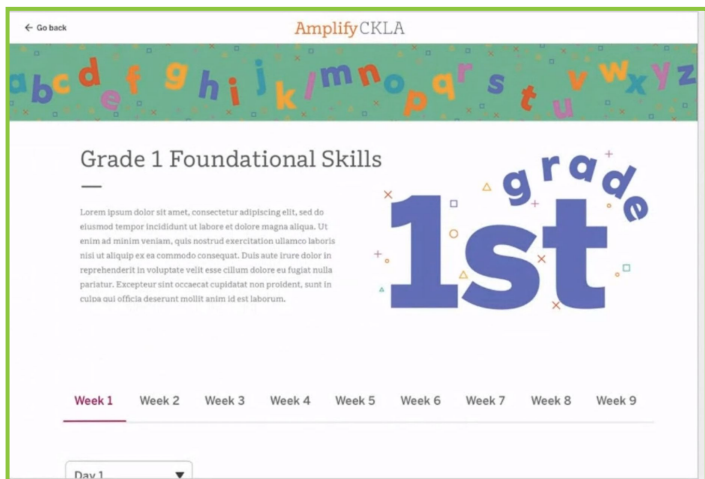 ← Go back
AmplifyCKLA
abcdefghijklmnopqrstuvwxyz
Grade 1 Foundational Skills
Lorem ipsum dolor sit amet, consectetur adipiscing elit, sed do
eiusmod tempor incididunt ut labore et dolore magna aliqua. Ut
enim ad minim veniam, quis nostrud exercitation ullamco laboris
nisi ut aliquip ex ea commodo consequat. Duis aute irure dolor in
reprehenderit in voluptate velit esse cillum dolore eu fugiat nulla
pariatur. Excepteur sint occaecat cupidatat non proident, sunt in
culpa qui officia deserunt mollit anim id est laborum.
1st grade
Week 1 Week 2 Week 3 Week 4 Week 5 Week 6 Week 7 Week 8 Week 9
Day 1